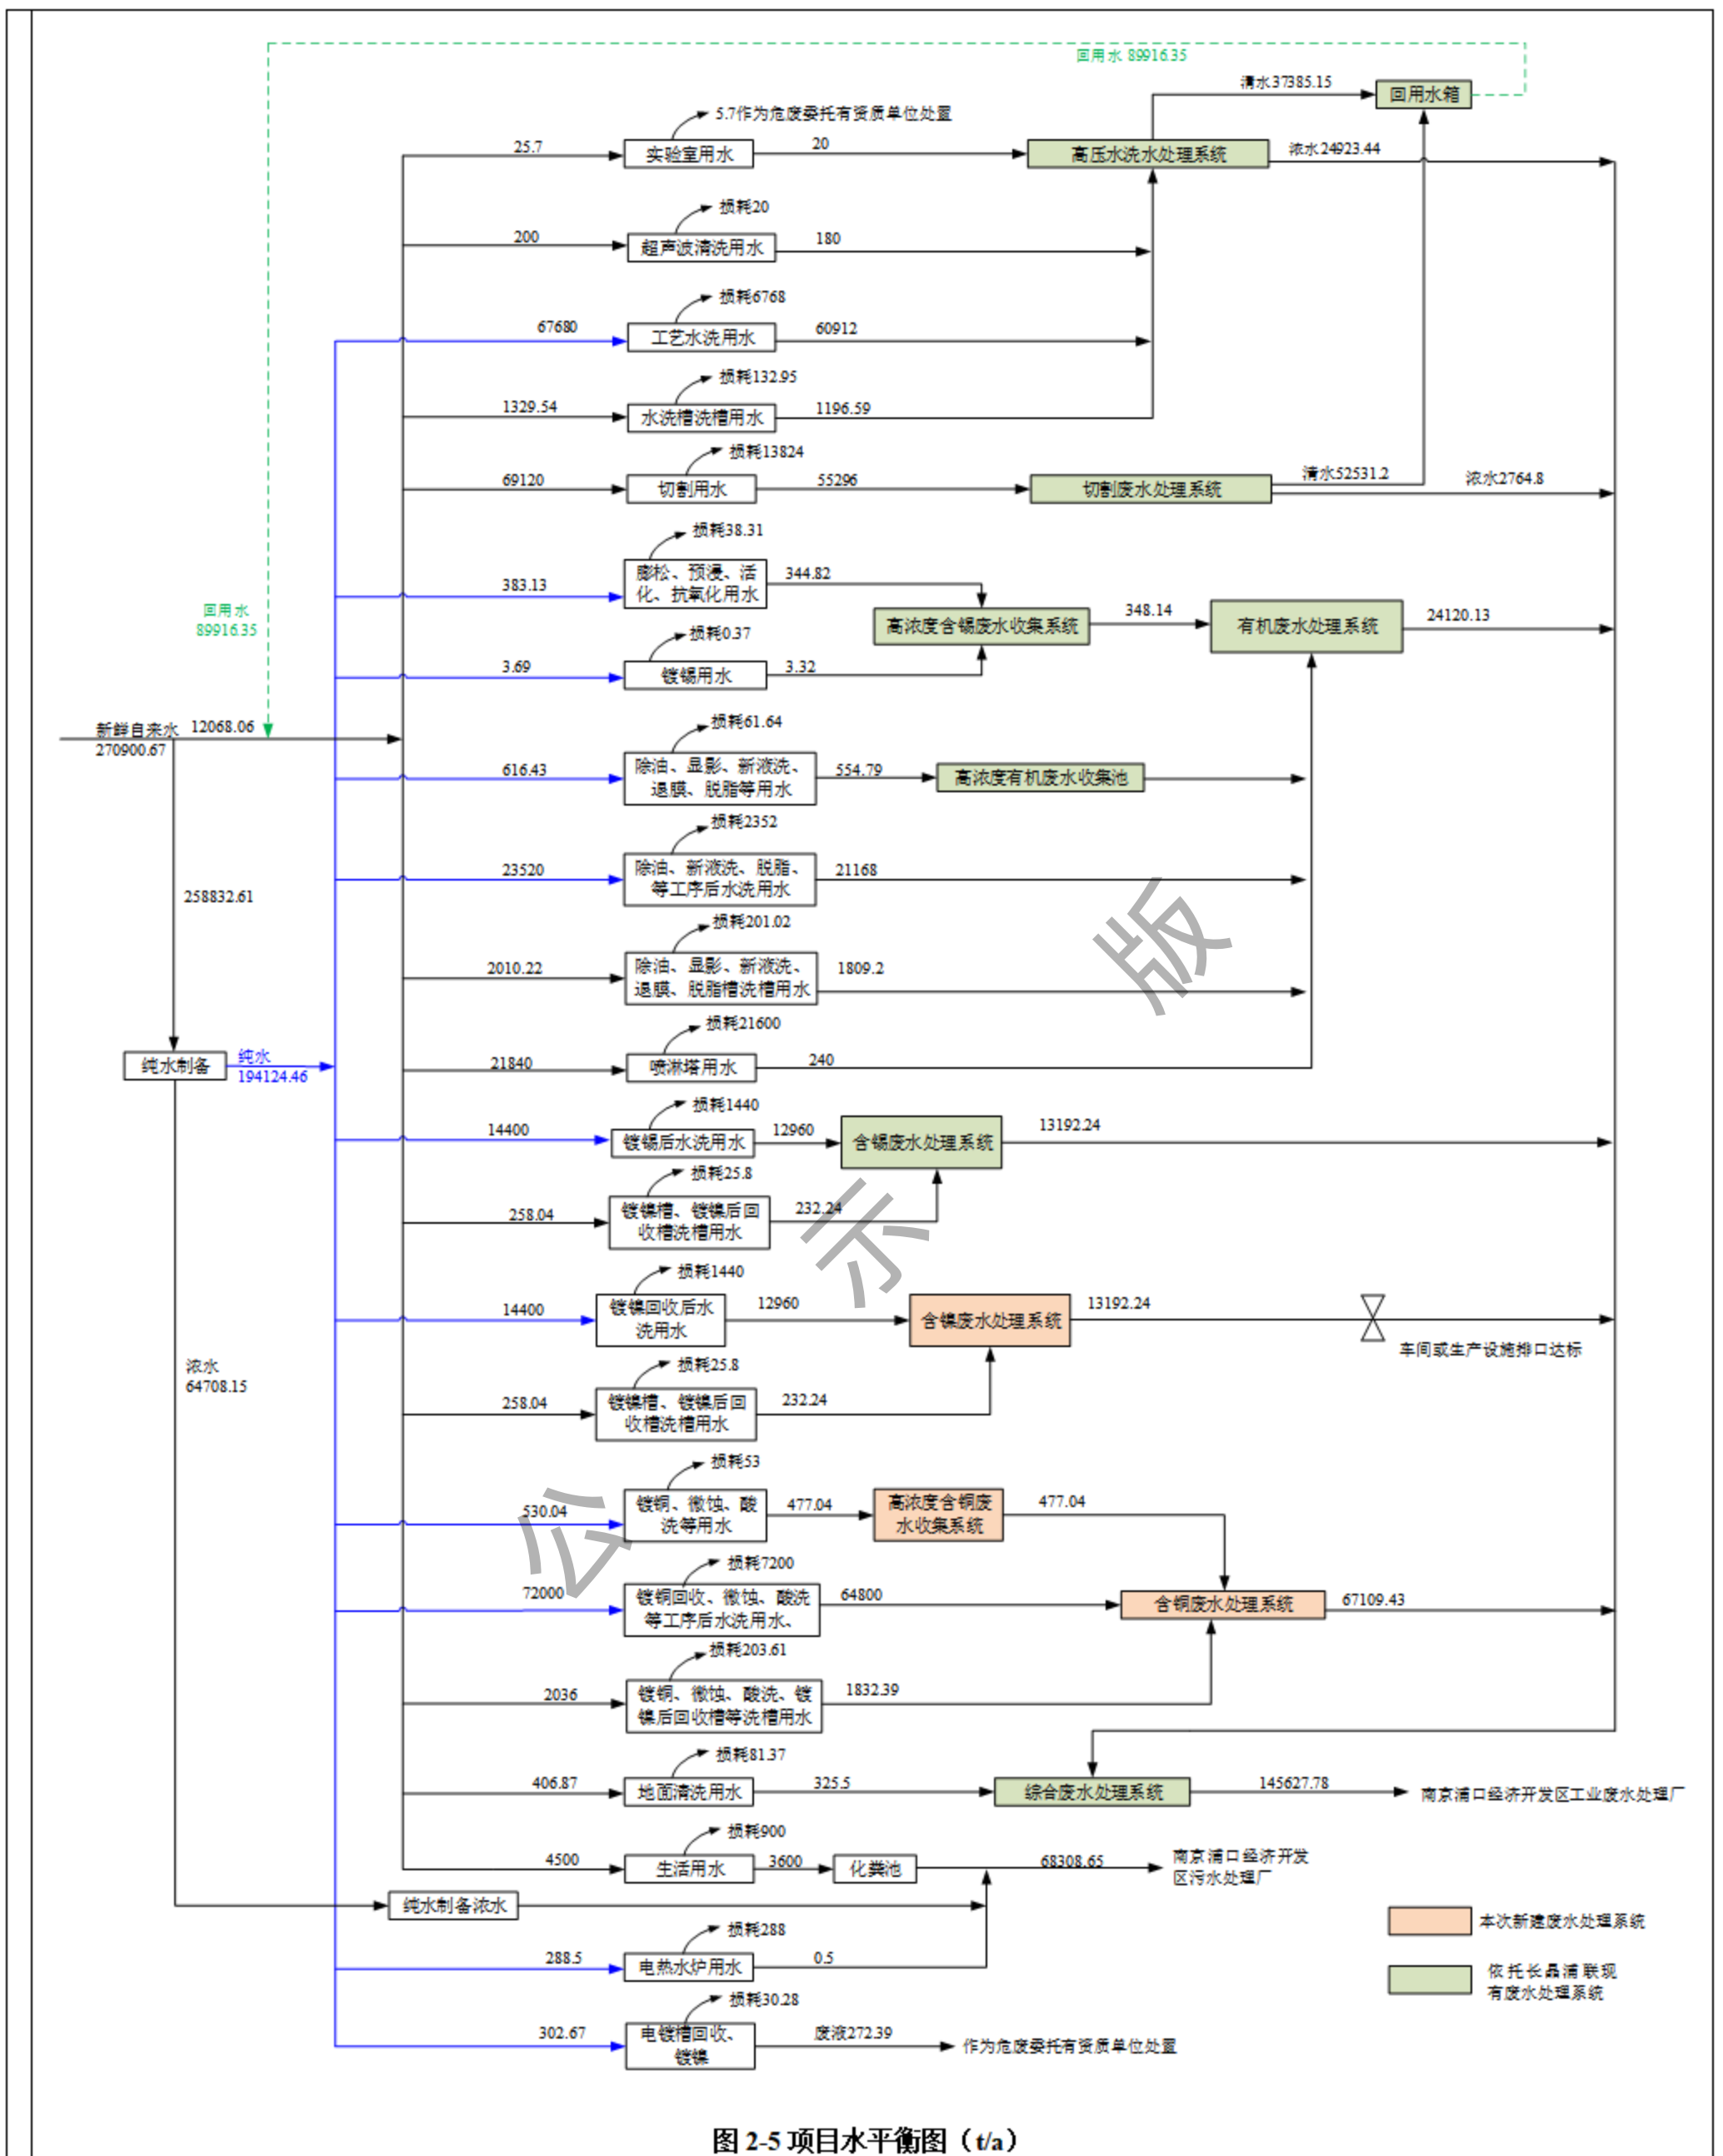 回用水 89916.35
清水37385.15
回用水箱
5.7作为危废委托有资质单位处置
25.7
实验室用水
20
高压水洗水处理系统
浓水24923.44
损耗20
200
超声波清洗用水
180
损耗6768
67680
工艺水洗用水
60912
损耗132.95
1329.54
水洗槽洗槽用水
1196.59
损耗13824
69120
切割用水
55296
切割废水处理系统
清水52531.2
浓水2764.8
损耗38.31
383.13
膨松、预浸、活
化、抗氧化用水
344.82
高浓度含锡废水收集系统
348.14
有机废水处理系统
24120.13
回用水
89916.35
损耗0.37
3.69
镀锡用水
3.32
新鲜自来水
270900.67
12068.06
损耗61.64
616.43
除油、显影、新液洗、
退膜、脱脂等用水
554.79
高浓度有机废水收集池
损耗2352
23520
除油、新液洗、脱脂、
等工序后水洗用水
21168
258832.61
损耗201.02
2010.22
除油、显影、新液洗、
退膜、脱脂槽洗槽用水
1809.2
损耗21600
21840
喷淋塔用水
240
纯水制备
纯水
194124.46
损耗1440
14400
镀锡后水洗用水
12960
含锡废水处理系统
13192.24
损耗25.8
258.04
镀镍槽、镀镍后回
收槽洗槽用水
232.24
损耗1440
14400
镀镍回收后水
洗用水
12960
含镍废水处理系统
13192.24
车间或生产设施排口达标
浓水
64708.15
损耗25.8
258.04
镀镍槽、镀镍后回
收槽洗槽用水
232.24
损耗53
530.04
镀铜、微蚀、酸
洗等用水
477.04
高浓度含铜废
水收集系统
477.04
损耗7200
72000
镀铜回收、微蚀、酸洗
等工序后水洗用水、
64800
含铜废水处理系统
67109.43
损耗203.61
2036
镀铜、微蚀、酸洗、镀
镍后回收槽等洗槽用水
1832.39
损耗81.37
406.87
地面清洗用水
325.5
综合废水处理系统
145627.78
南京浦口经济开发区工业废水处理厂
损耗900
4500
生活用水
3600
化粪池
68308.65
南京浦口经济开发
区污水处理厂
纯水制备浓水
损耗288
288.5
电热水炉用水
0.5
本次新建废水处理系统
依托长晶浦联现
有废水处理系统
损耗30.28
302.67
电镀槽回收、
镀镍
废液272.39
作为危废委托有资质单位处置
公示版
图 2-5 项目水平衡图（t/a）